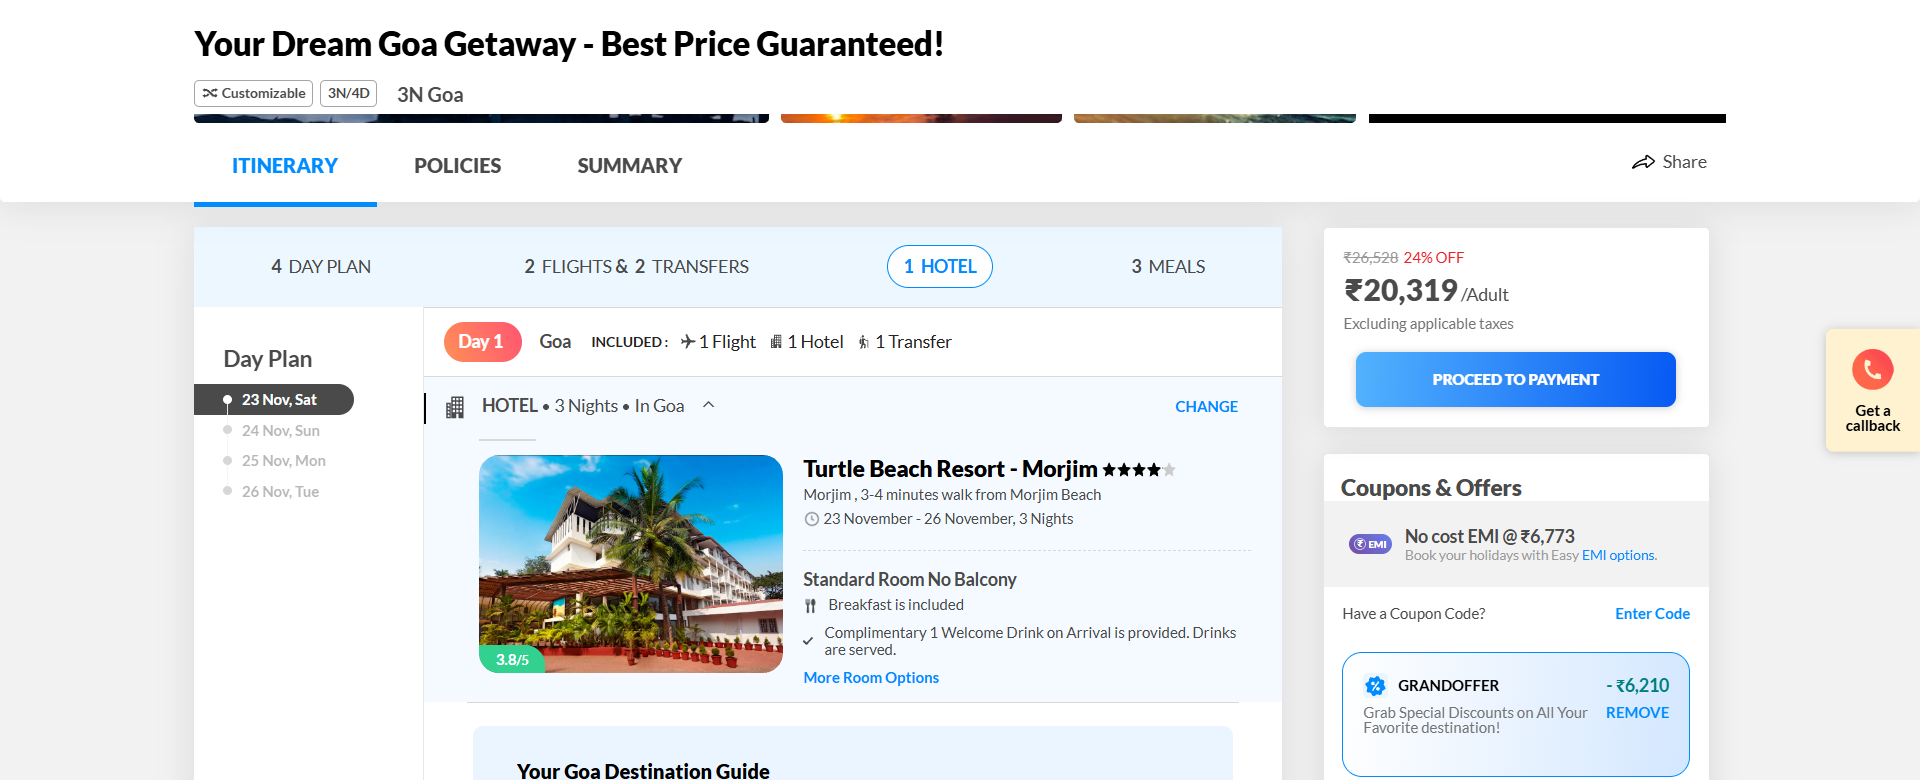 Your Dream Goa Getaway - Best Price Guaranteed!
Customizable
3N/4D
3N Goa
ITINERARY
POLICIES
SUMMARY
Share
4 DAY PLAN
2 FLIGHTS & 2 TRANSFERS
1 HOTEL
3 MEALS
Day Plan
23 Nov, Sat
24 Nov, Sun
25 Nov, Mon
26 Nov, Tue
Day 1
Goa
INCLUDED :
1 Flight
1 Hotel
1 Transfer
HOTEL • 3 Nights • In Goa
CHANGE
3.8/5
Turtle Beach Resort - Morjim
Morjim , 3-4 minutes walk from Morjim Beach
23 November - 26 November, 3 Nights
Standard Room No Balcony
Breakfast is included
Complimentary 1 Welcome Drink on Arrival is provided. Drinks
are served.
More Room Options
Your Goa Destination Guide
₹26,528 24% OFF
₹20,319 /Adult
Excluding applicable taxes
PROCEED TO PAYMENT
Coupons & Offers
₹ EMI
No cost EMI @ ₹6,773
Book your holidays with Easy EMI options.
Have a Coupon Code?
Enter Code
GRANDOFFER
- ₹6,210
Grab Special Discounts on All Your
Favorite destination!
REMOVE
Get a
callback